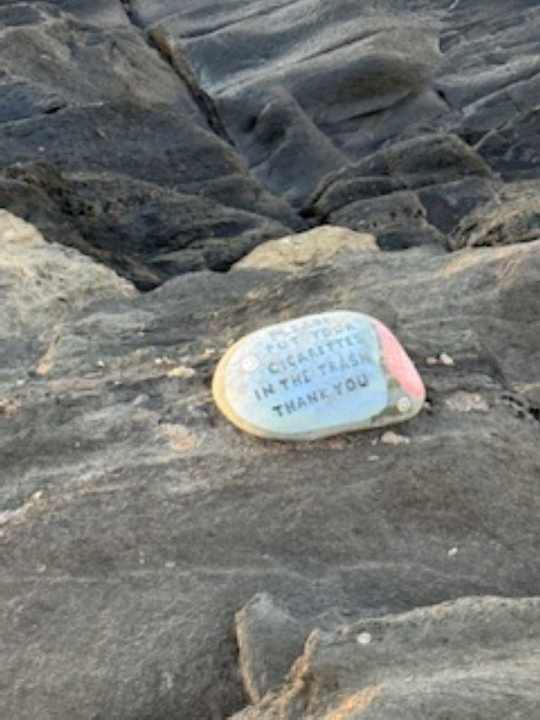 PLEASE
PUT YOUR
CIGARETTES
IN THE TRASH
THANK YOU